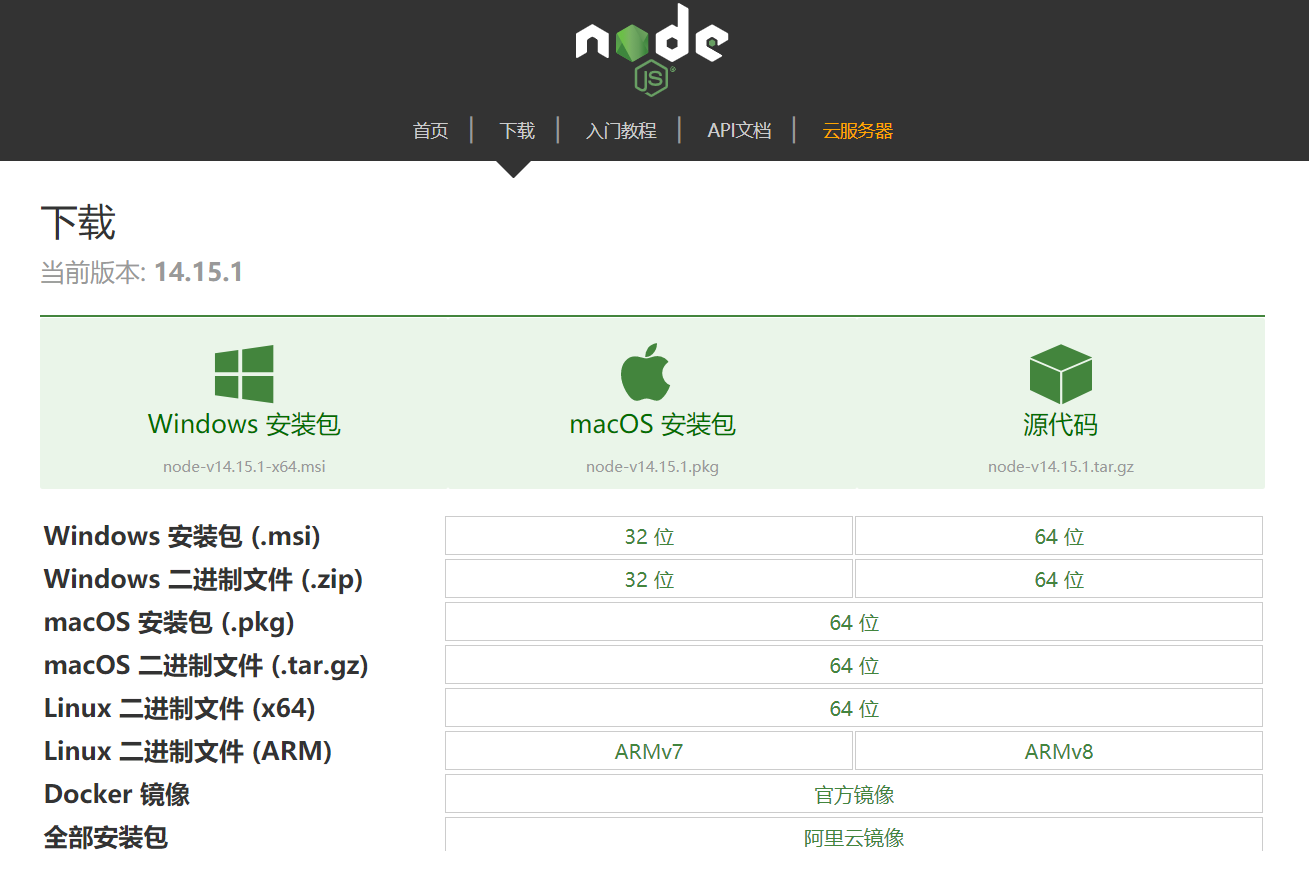 node
JS®
首页 下载 入门教程 API文档 云服务器
下载
当前版本: 14.15.1
Windows 安装包 macOS 安装包 源代码
node-v14.15.1-x64.msi node-v14.15.1.pkg node-v14.15.1.tar.gz
Windows 安装包 (.msi) 32 位 64 位
Windows 二进制文件 (.zip) 32 位 64 位
macOS 安装包 (.pkg) 64 位
macOS 二进制文件 (.tar.gz) 64 位
Linux 二进制文件 (x64) 64 位
Linux 二进制文件 (ARM) ARMv7 ARMv8
Docker 镜像 官方镜像
全部安装包 阿里云镜像